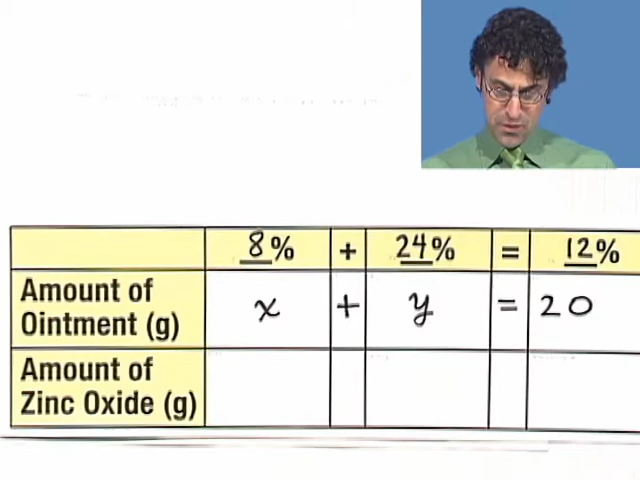 8% + 24% = 12%
Amount of
Ointment (g) x + y = 20
Amount of
Zinc Oxide (g)